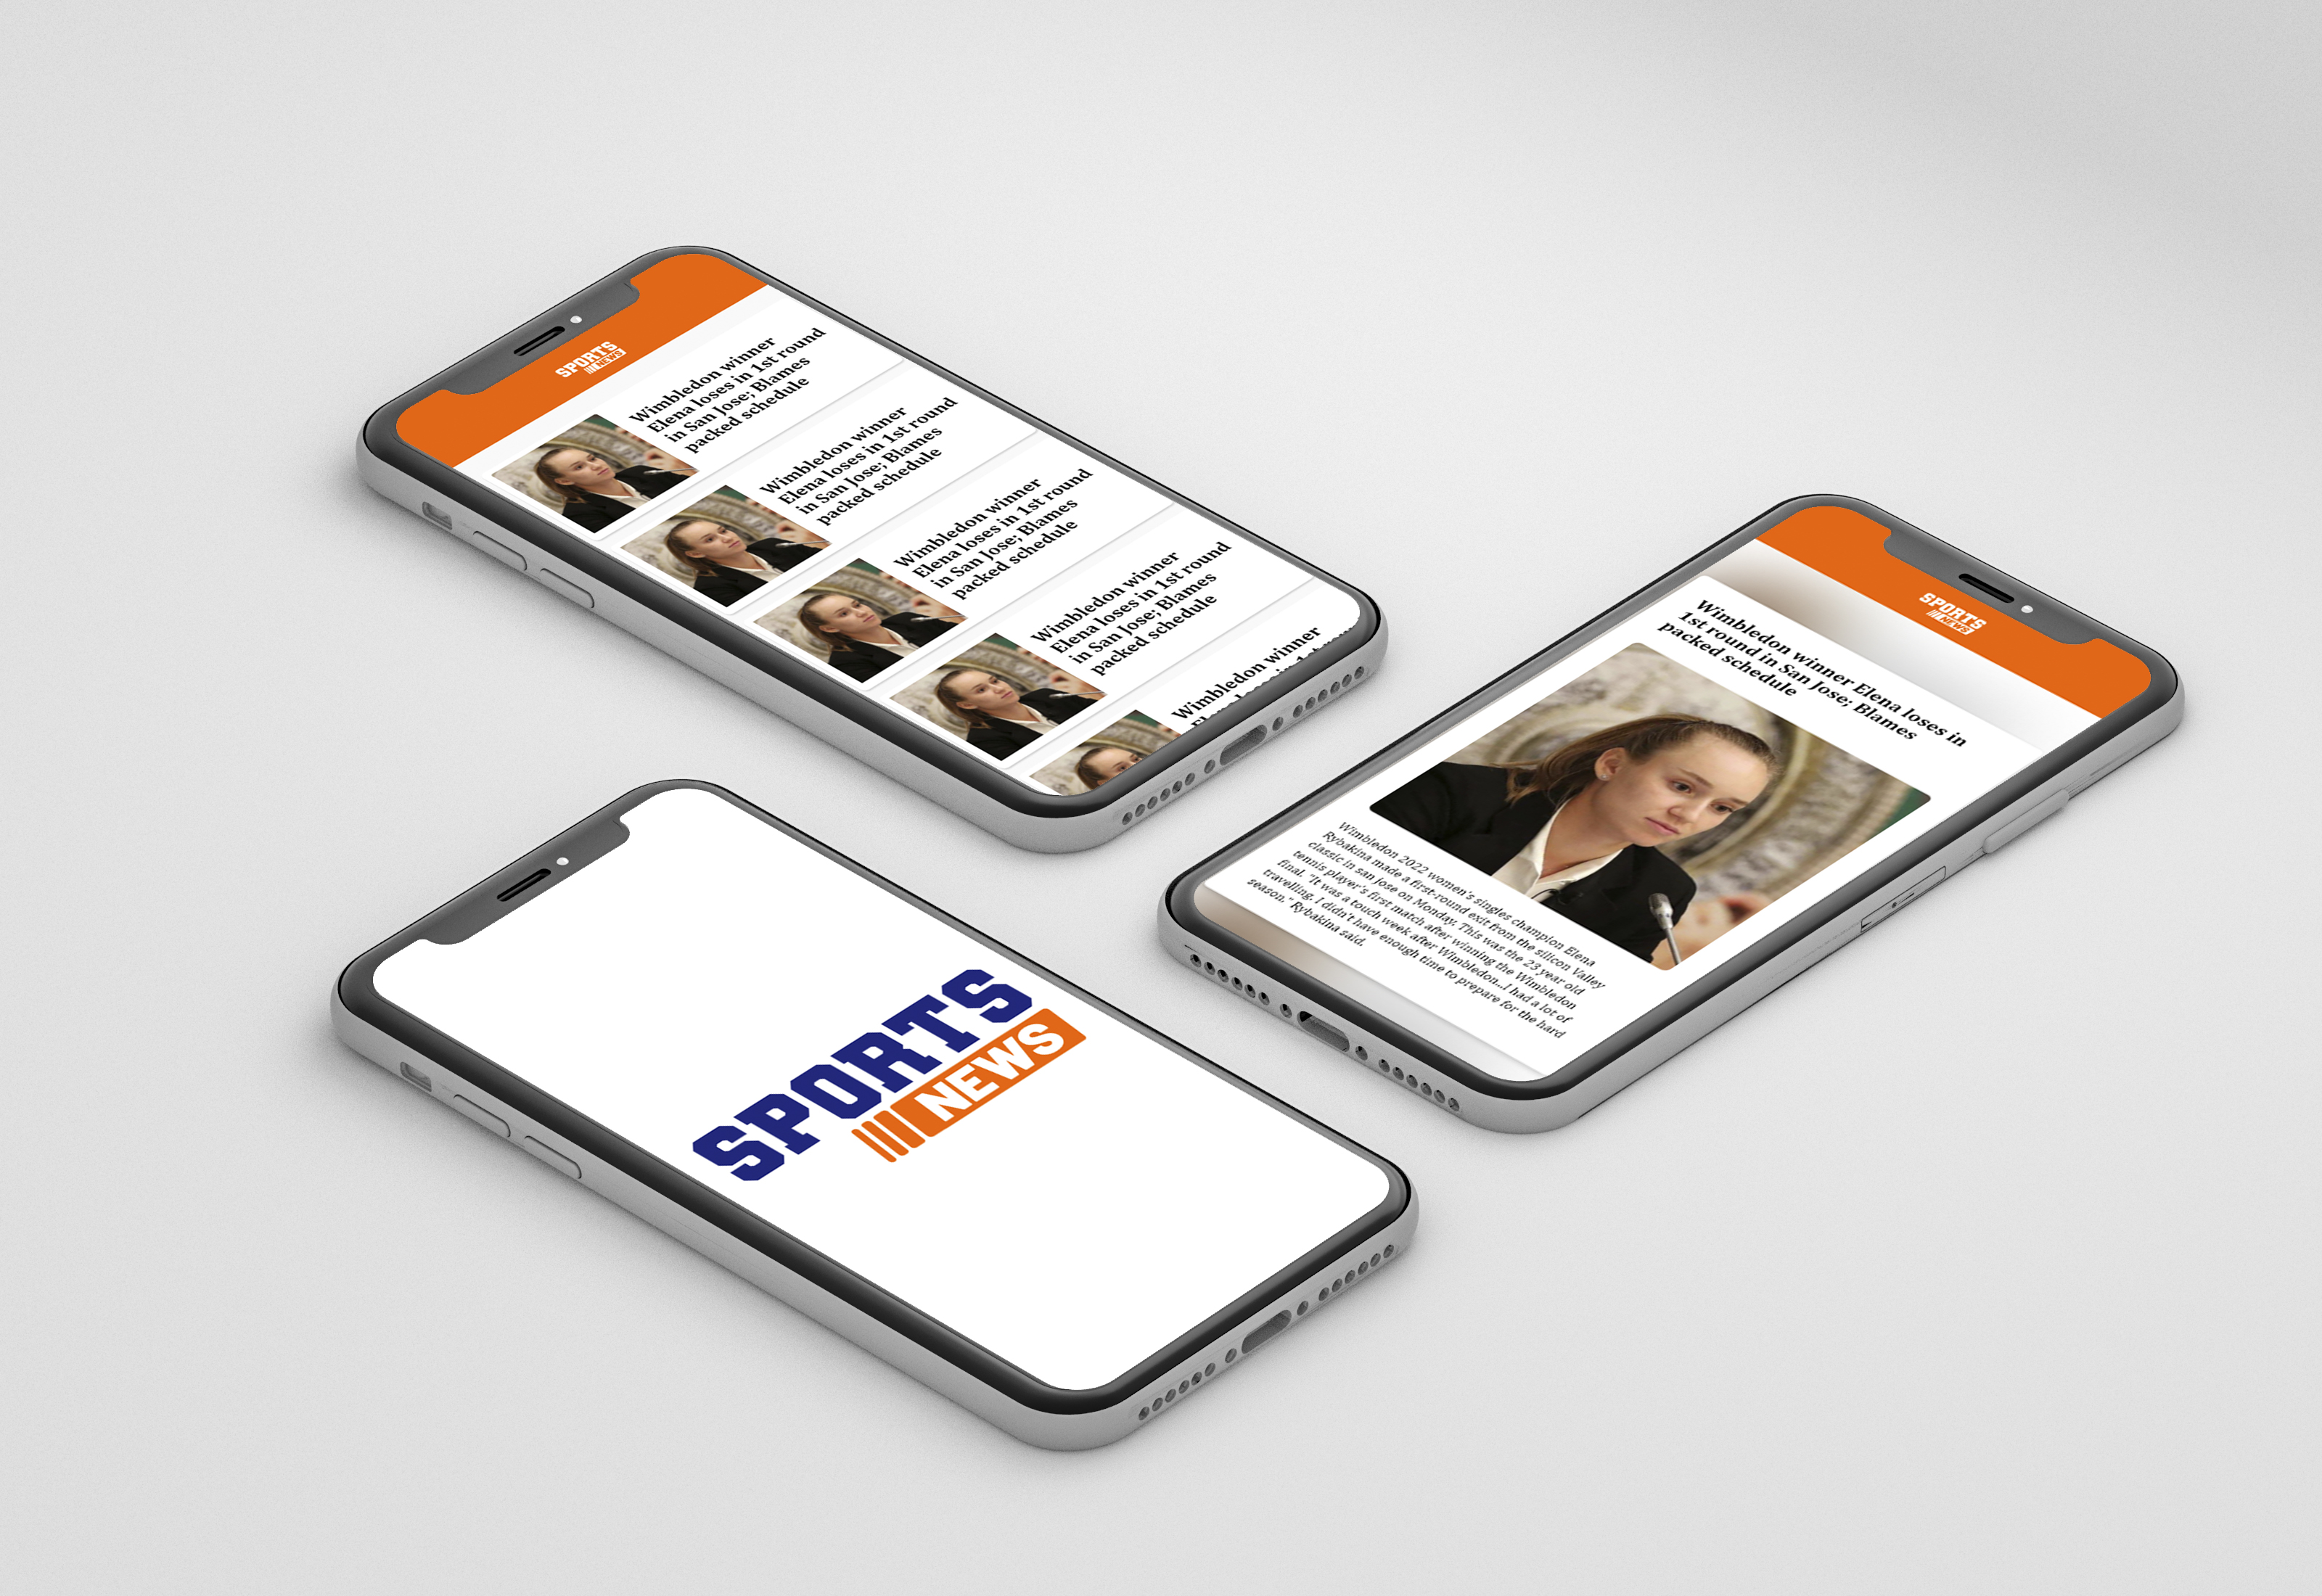 SPORTS
NEWS
Wimbledon winner
Elena loses in 1st round
in San Jose; Blames
packed schedule
Wimbledon winner
Elena loses in 1st round
in San Jose; Blames
packed schedule
Wimbledon winner
Elena loses in 1st round
in San Jose; Blames
packed schedule
Wimbledon winner
Elena loses in 1st round
in San Jose; Blames
packed schedule
Wimbledon winner
SPORTS
NEWS
Wimbledon winner Elena loses in
1st round in San Jose; Blames
packed schedule
Wimbledon 2022 women's singles champion Elena
Rybakina made a first-round exit from the silicon Valley
classic in san jose on Monday. This was the 23 year old
tennis player's first match after winning the Wimbledon
final. "It was a touch week after Wimbledon...I had a lot of
travelling. I didn't have enough time to prepare for the hard
season." Rybakina said.
SPORTS
NEWS